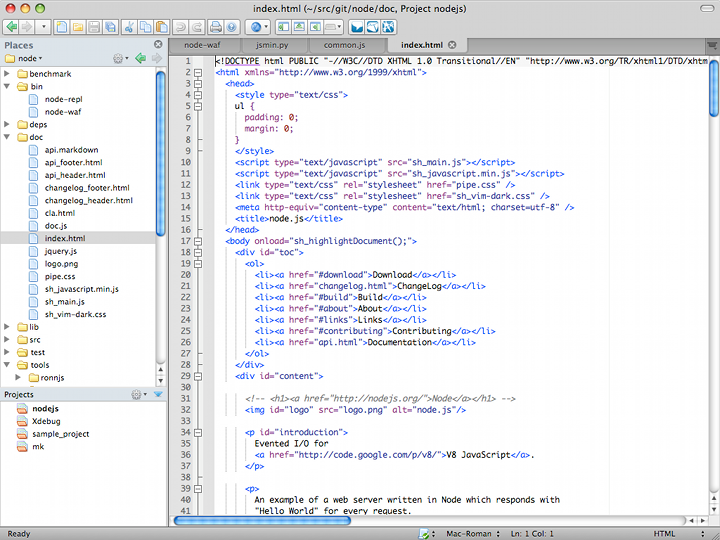 index.html (~/src/git/node/doc, Project nodejs)
Places
node
benchmark
bin
node-repl
node-waf
deps
doc
api.markdown
api_footer.html
api_header.html
changelog_footer.html
changelog_header.html
cla.html
doc.js
index.html
jquery.js
logo.png
pipe.css
sh_javascript.min.js
sh_main.js
sh_vim-dark.css
lib
src
test
tools
ronnjs
Projects
nodejs
Xdebug
sample_project
mk
node-waf jsmin.py common.js index.html
1 <!DOCTYPE html PUBLIC "-//W3C//DTD XHTML 1.0 Transitional//EN" "http://www.w3.org/TR/xhtml1/DTD/xhtm
2 <html xmlns="http://www.w3.org/1999/xhtml">
3 <head>
4 <style type="text/css">
5 ul {
6 padding: 0;
7 margin: 0;
8 }
9 </style>
10 <script type="text/javascript" src="sh_main.js"></script>
11 <script type="text/javascript" src="sh_javascript.min.js"></script>
12 <link type="text/css" rel="stylesheet" href="pipe.css" />
13 <link type="text/css" rel="stylesheet" href="sh_vim-dark.css" />
14 <meta http-equiv="content-type" content="text/html; charset=utf-8" />
15 <title>node.js</title>
16 </head>
17 <body onload="sh_highlightDocument();">
18 <div id="toc">
19 <ol>
20 <li><a href="#download">Download</a></li>
21 <li><a href="changelog.html">ChangeLog</a></li>
22 <li><a href="#build">Build</a></li>
23 <li><a href="#about">About</a></li>
24 <li><a href="#links">Links</a></li>
25 <li><a href="#contributing">Contributing</a></li>
26 <li><a href="api.html">Documentation</a></li>
27 </ol>
28 </div>
29 <div id="content">
30
31 <!-- <h1><a href="http://nodejs.org/">Node</a></h1> -->
32 <img id="logo" src="logo.png" alt="node.js"/>
33
34 <p id="introduction">
35 Evented I/O for
36 <a href="http://code.google.com/p/v8/">V8 JavaScript</a>.
37 </p>
38
39 <p>
40 An example of a web server written in Node which responds with
41 "Hello World" for every request.
Ready Mac-Roman Ln: 1 Col: 1 HTML